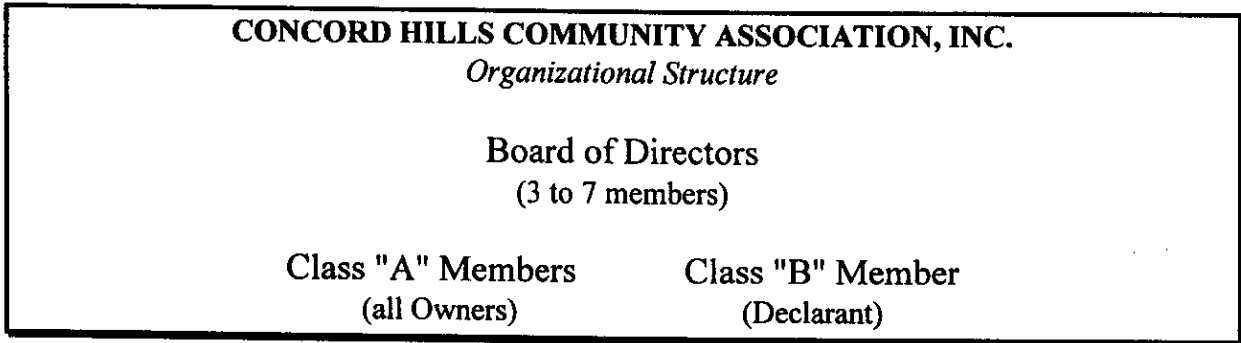 CONCORD HILLS COMMUNITY ASSOCIATION, INC.
Organizational Structure
Board of Directors
(3 to 7 members)
Class "A" Members Class "B" Member
(all Owners) (Declarant)